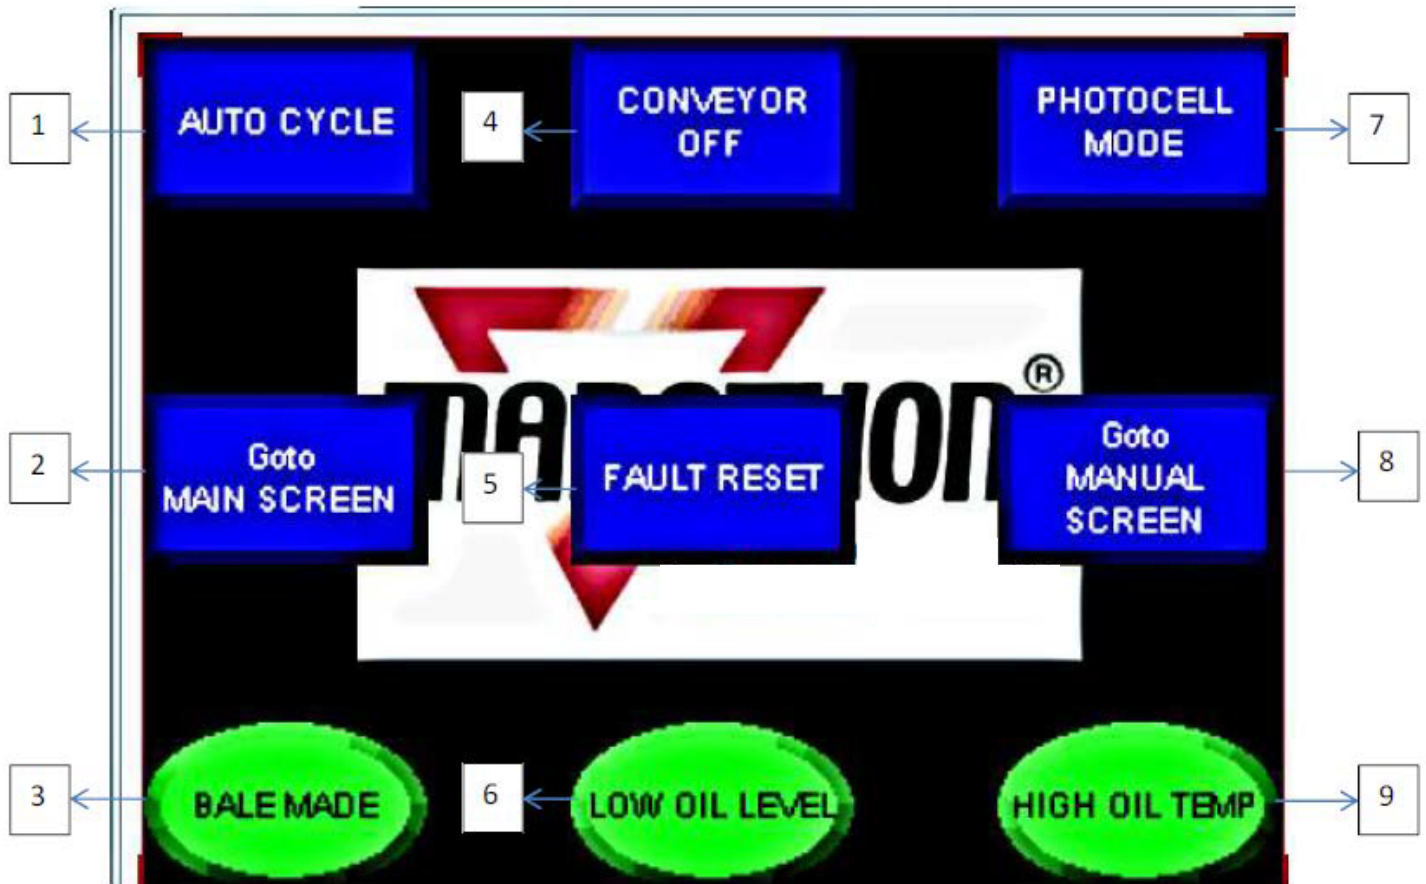 1
AUTO CYCLE
4
CONVEYOR
OFF
PHOTOCELL
MODE
7
®
2
Goto
MAIN SCREEN
5
FAULT RESET
Goto
MANUAL
SCREEN
8
3
BALE MADE
6
LOW OIL LEVEL
HIGH OIL TEMP
9